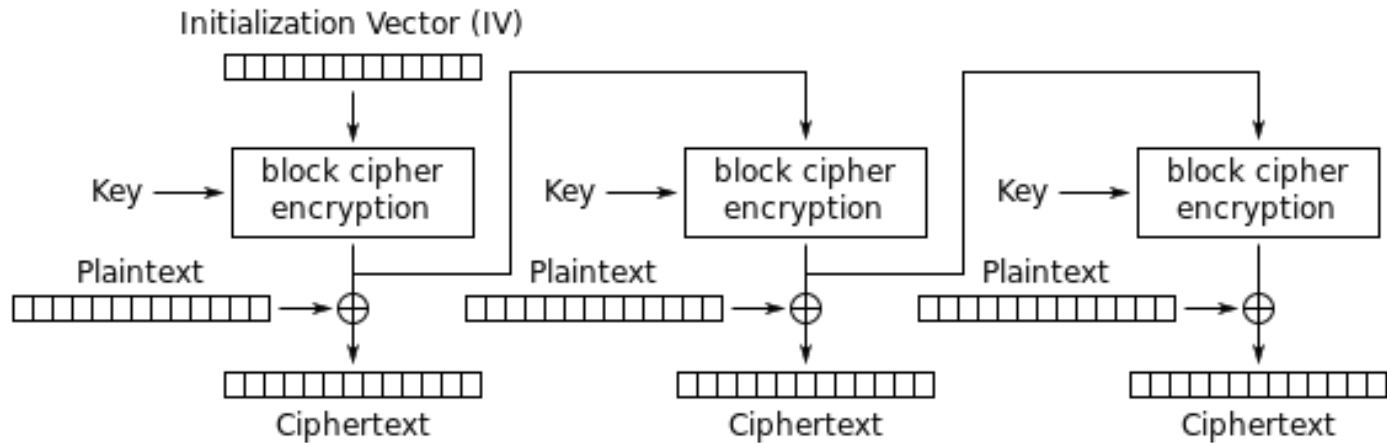 Initialization Vector (IV)
Key
block cipher
encryption
Key
block cipher
encryption
Key
block cipher
encryption
Plaintext
Plaintext
Plaintext
Ciphertext
Ciphertext
Ciphertext